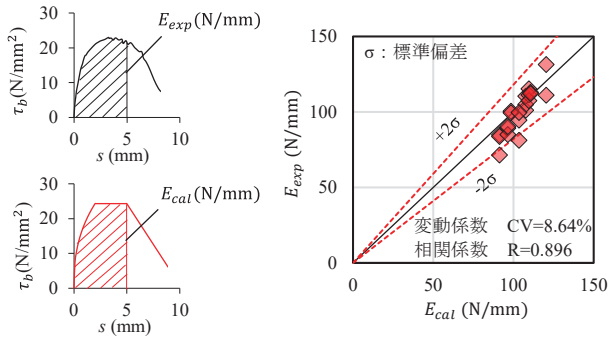 E_exp(N/mm)
τ_b(N/mm²)
30
20
10
0
0 5 10
s (mm)
E_cal(N/mm)
τ_b(N/mm²)
30
20
10
0
0 5 10
s (mm)
E_exp (N/mm)
150
100
50
0
σ：標準偏差
+2σ
-2σ
変動係数 CV=8.64%
相関係数 R=0.896
0 50 100 150
E_cal (N/mm)